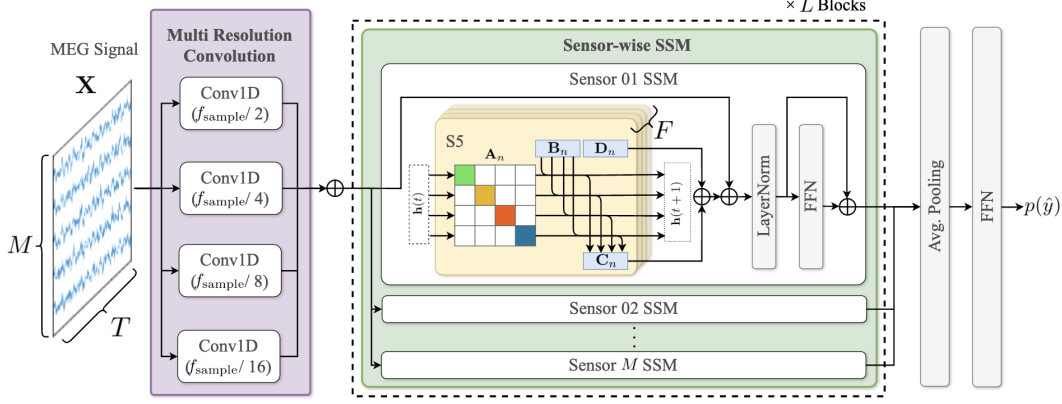 × L Blocks
MEG Signal
X
M
T
Multi Resolution
Convolution
Conv1D
(f_sample/ 2)
Conv1D
(f_sample/ 4)
Conv1D
(f_sample/ 8)
Conv1D
(f_sample/ 16)
Sensor-wise SSM
Sensor 01 SSM
F
S5
A_n
B_n
D_n
h(t)
h(t + 1)
C_n
LayerNorm
FFN
Sensor 02 SSM
⋮
Sensor M SSM
Avg. Pooling
FFN
p(ŷ)